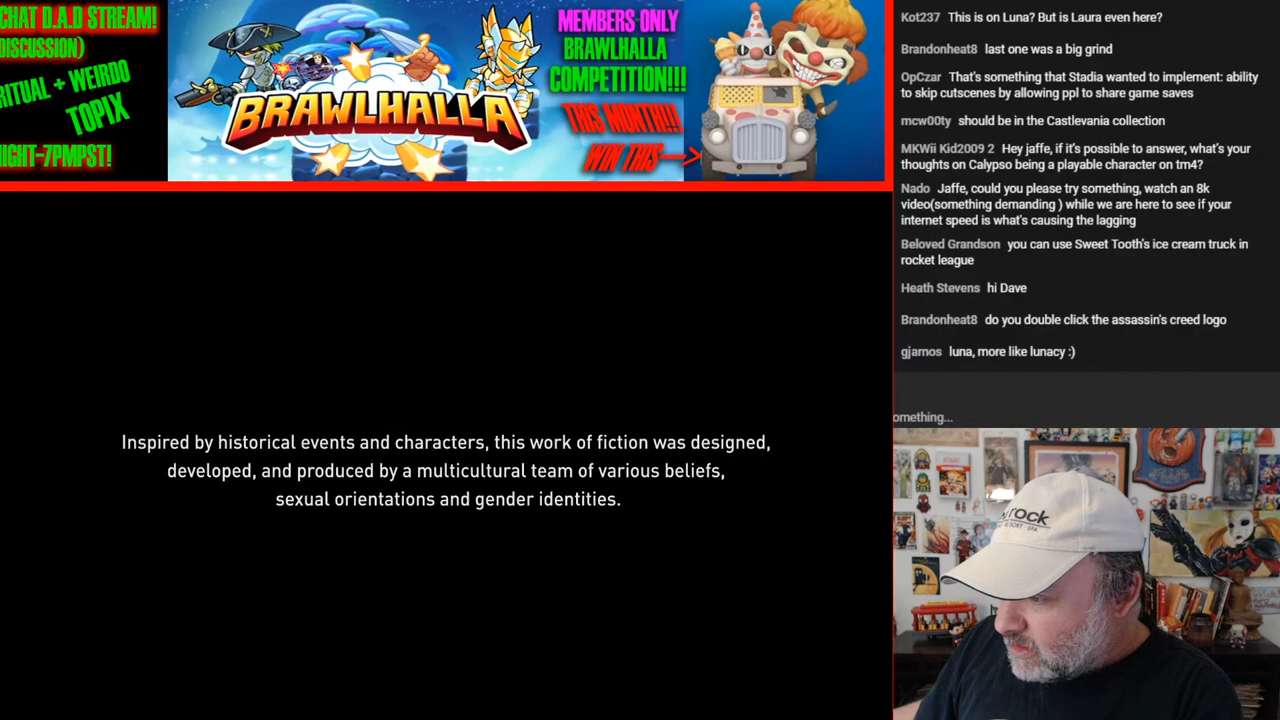 CHAT D.A.D STREAM!
DISCUSSION)
RITUAL + WEIRDO
TOPIX
IGHT-7PMPST!
BRAWLHALLA
MEMBERS ONLY
BRAWLHALLA
COMPETITION!!!
THIS MONTH!!!
WIN THIS
Kot237 This is on Luna? But is Laura even here?
Brandonheat8 last one was a big grind
OpCzar That's something that Stadia wanted to implement: ability
to skip cutscenes by allowing ppl to share game saves
mcw00ty should be in the Castlevania collection
MKWii Kid2009 2 Hey jaffe, if it's possible to answer, what's your
thoughts on Calypso being a playable character on tm4?
Nado Jaffe, could you please try something, watch an 8k
video(something demanding ) while we are here to see if your
internet speed is what's causing the lagging
Beloved Grandson you can use Sweet Tooth's ice cream truck in
rocket league
Heath Stevens hi Dave
Brandonheat8 do you double click the assassin's creed logo
gjarnos luna, more like lunacy :)
omething...
Inspired by historical events and characters, this work of fiction was designed,
developed, and produced by a multicultural team of various beliefs,
sexual orientations and gender identities.
rock